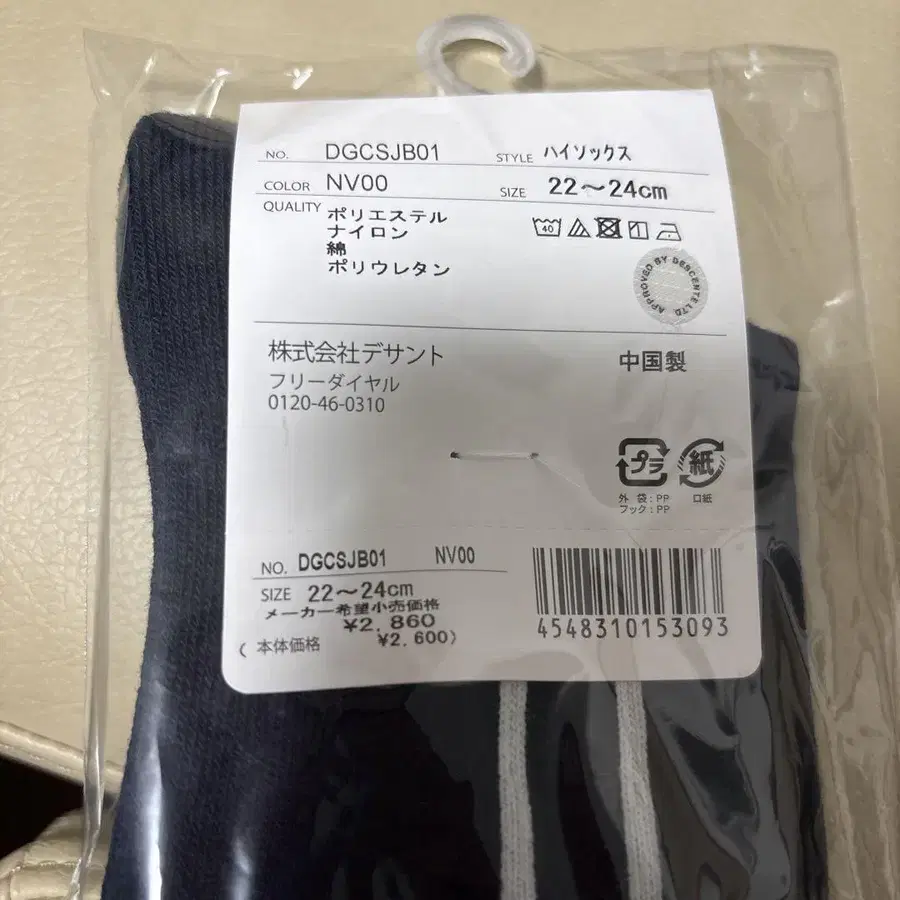 NO. DGCSJB01 STYLE ハイソックス
COLOR NV00 SIZE 22～24cm
QUALITY ポリエステル
ナイロン
綿
ポリウレタン
40
APPROVED BY DESCENTE LTD.
株式会社デサント 中国製
フリーダイヤル
0120-46-0310
プラ 紙
外 袋：PP 口紙
フック：PP
NO. DGCSJB01 NV00
SIZE 22～24cm
メーカー希望小売価格
¥2,860
( 本体価格 ¥2,600)
4548310153093